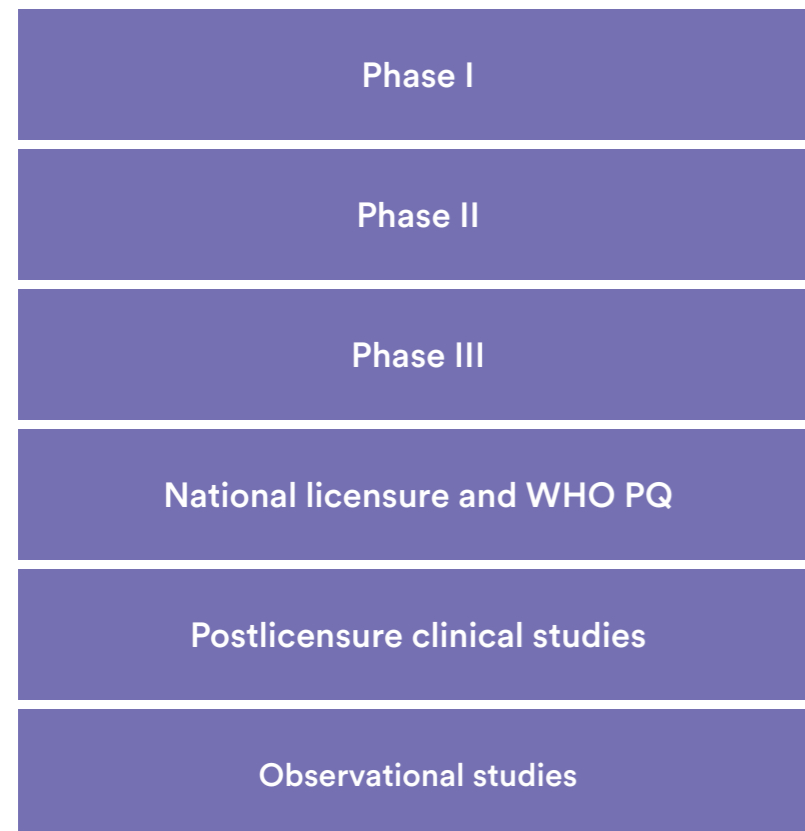 Phase I
Phase II
Phase III
National licensure and WHO PQ
Postlicensure clinical studies
Observational studies